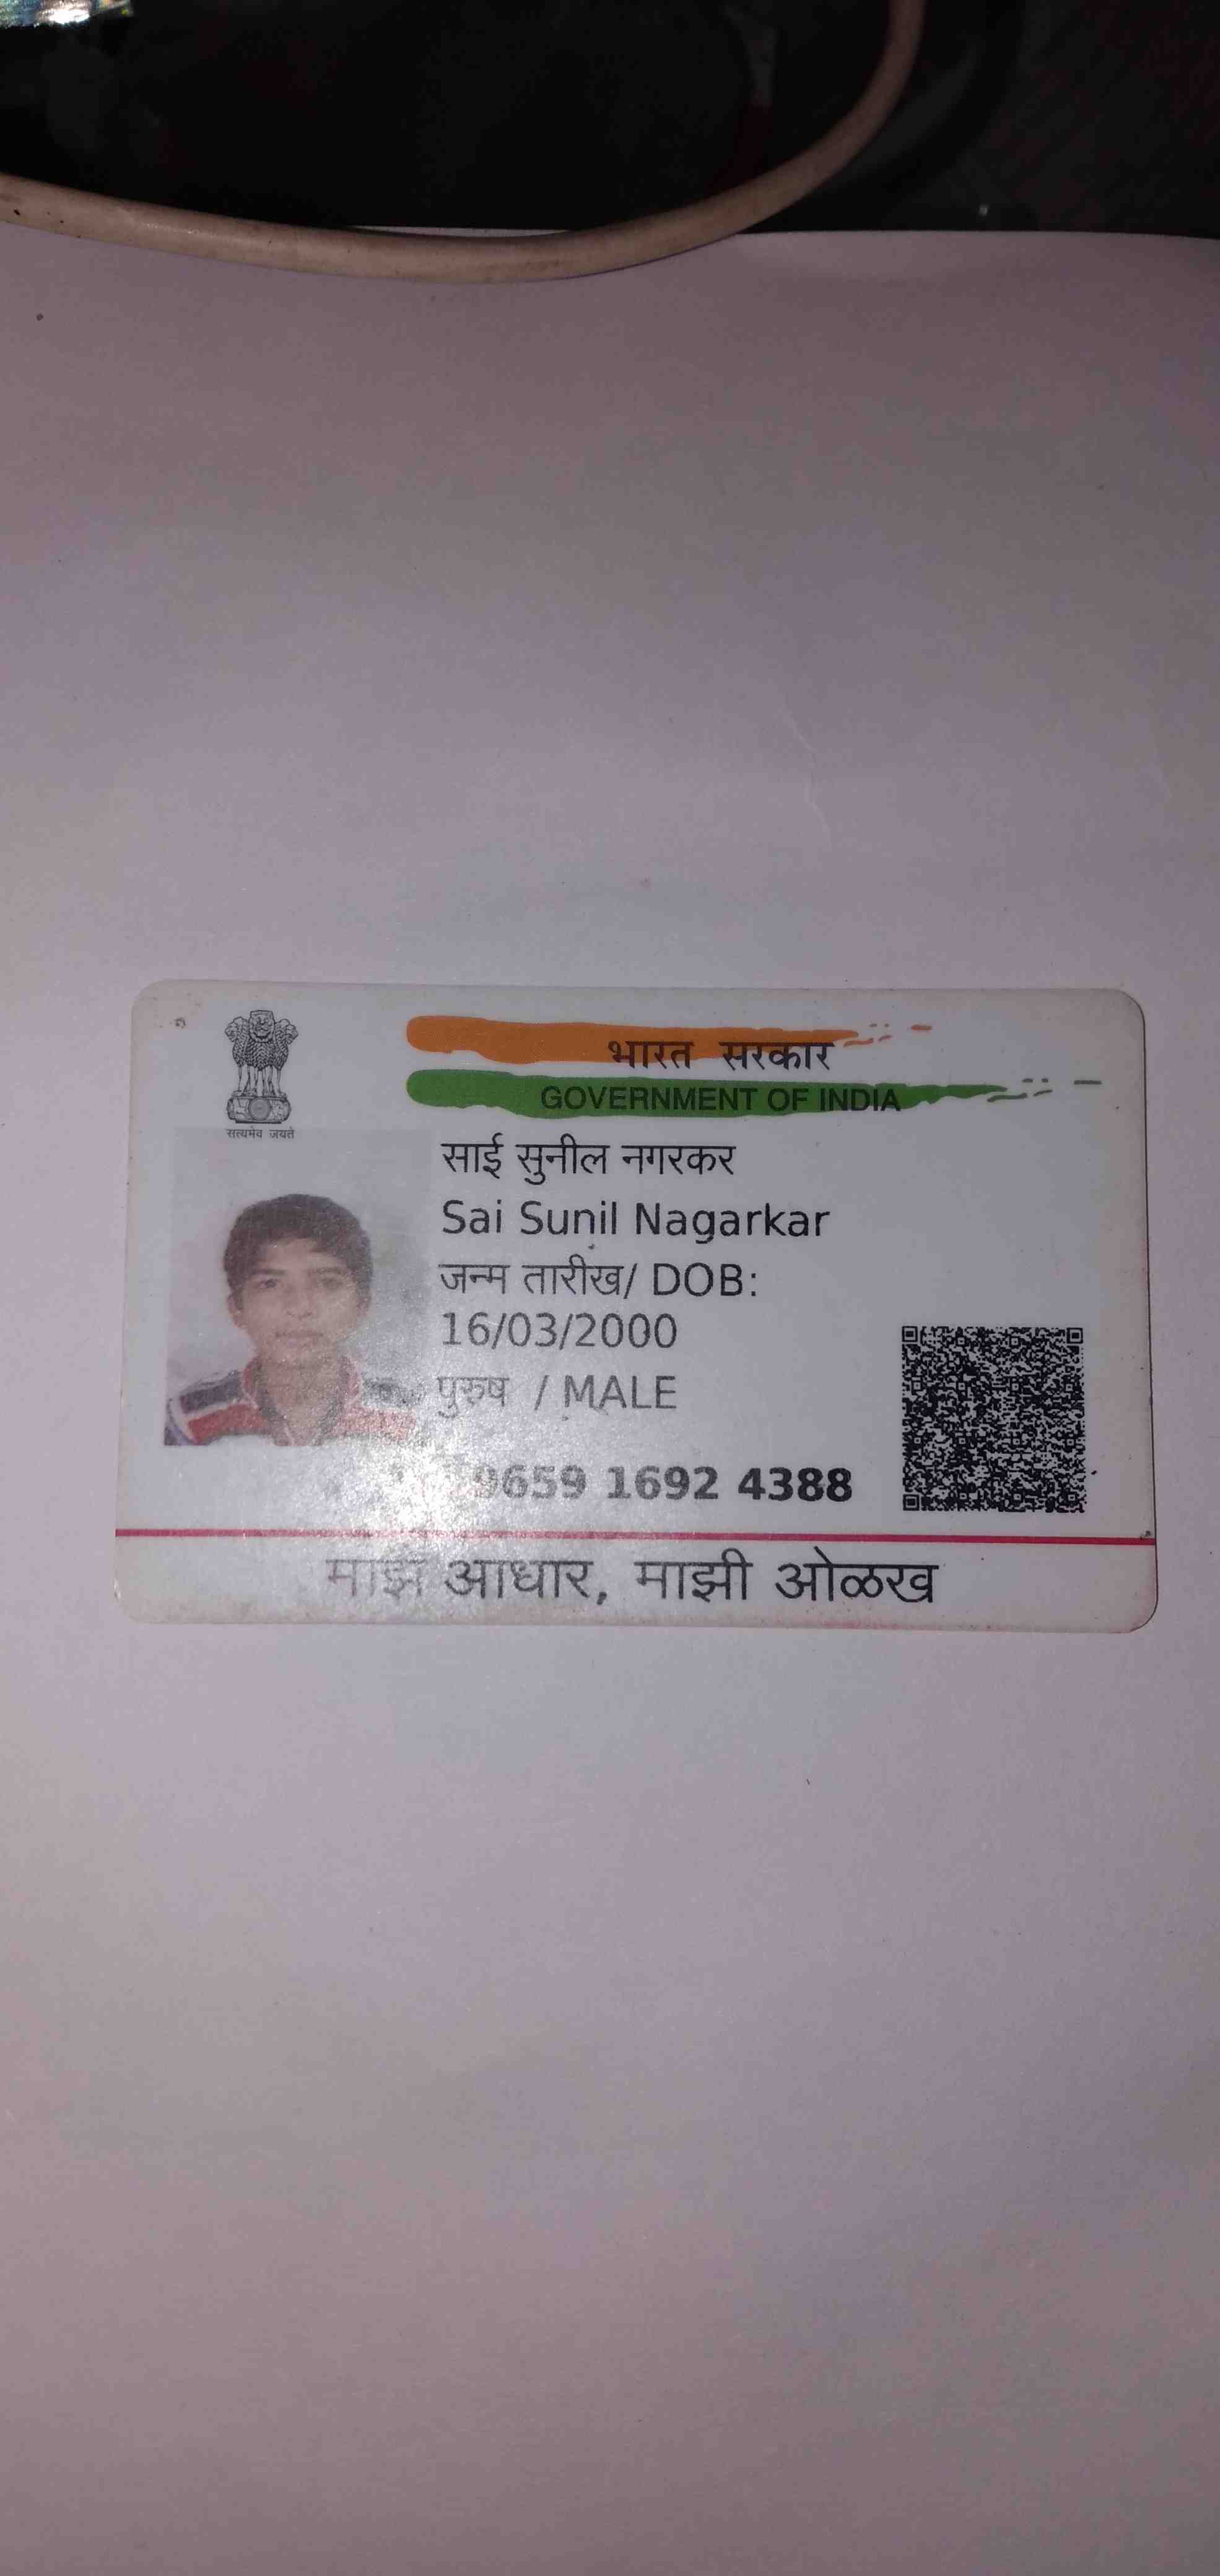 सत्यमेव जयते
भारत सरकार
GOVERNMENT OF INDIA
साई सुनील नगरकर
Sai Sunil Nagarkar
जन्म तारीख/ DOB:
16/03/2000
पुरुष / MALE
9659 1692 4388
माझे आधार, माझी ओळख